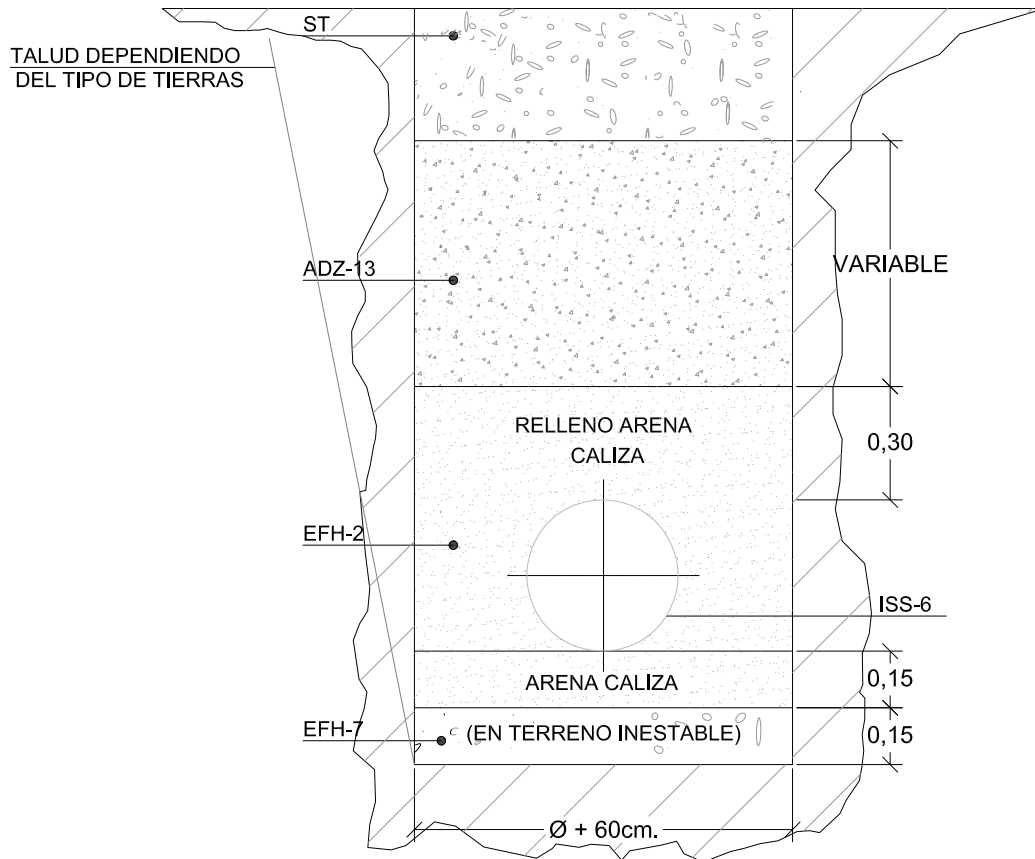 ST
TALUD DEPENDIENDO
DEL TIPO DE TIERRAS
ADZ-13
VARIABLE
RELLENO ARENA
CALIZA
0,30
EFH-2
ISS-6
ARENA CALIZA
0,15
EFH-7
(EN TERRENO INESTABLE)
0,15
Ø + 60cm.